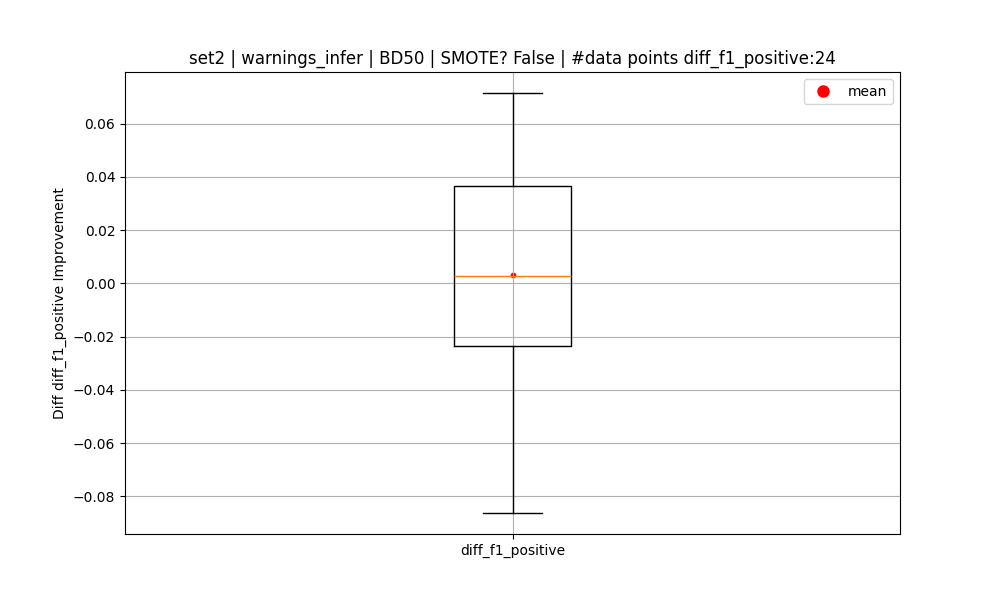 set2 | warnings_infer | BD50 | SMOTE? False | #data points diff_f1_positive:24
mean
Diff diff_f1_positive Improvement
0.06
0.04
0.02
0.00
−0.02
−0.04
−0.06
−0.08
diff_f1_positive